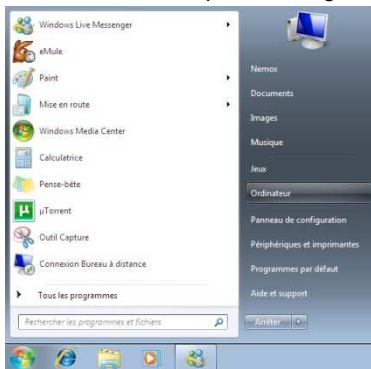 Windows Live Messenger
eMule
Paint
Mise en route
Windows Media Center
Calculatrice
Pense-bête
µTorrent
Outil Capture
Connexion Bureau à distance
Tous les programmes
Rechercher les programmes et fichiers
Nemox
Documents
Images
Musique
Jeux
Ordinateur
Panneau de configuration
Périphériques et imprimantes
Programmes par défaut
Aide et support
Arrêter